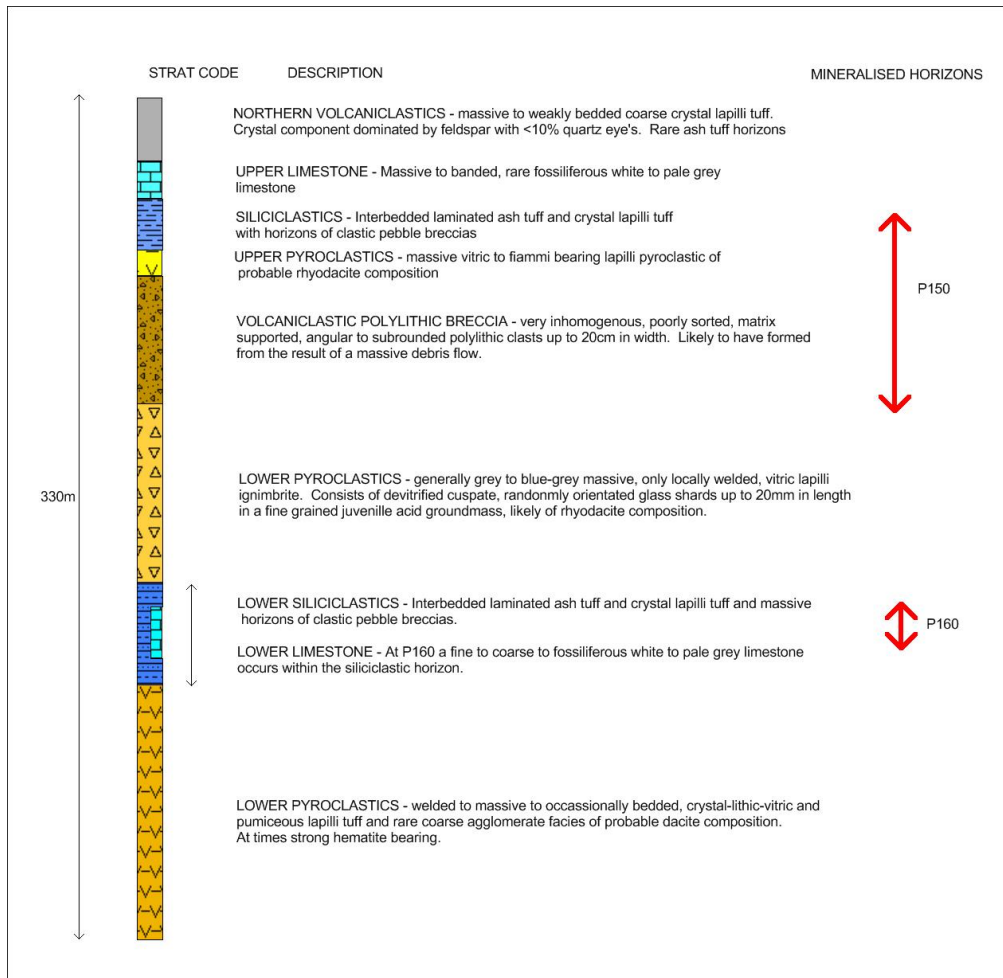 STRAT CODE DESCRIPTION MINERALISED HORIZONS
NORTHERN VOLCANICLASTICS - massive to weakly bedded coarse crystal lapilli tuff.
Crystal component dominated by feldspar with <10% quartz eye's. Rare ash tuff horizons
UPPER LIMESTONE - Massive to banded, rare fossiliferous white to pale grey
limestone
SILICICLASTICS - Interbedded laminated ash tuff and crystal lapilli tuff
with horizons of clastic pebble breccias
UPPER PYROCLASTICS - massive vitric to fiammi bearing lapilli pyroclastic of
probable rhyodacite composition
P150
VOLCANICLASTIC POLYLITHIC BRECCIA - very inhomogenous, poorly sorted, matrix
supported, angular to subrounded polylithic clasts up to 20cm in width. Likely to have formed
from the result of a massive debris flow.
330m
LOWER PYROCLASTICS - generally grey to blue-grey massive, only locally welded, vitric lapilli
ignimbrite. Consists of devitrified cuspate, randonmly orientated glass shards up to 20mm in length
in a fine grained juvenille acid groundmass, likely of rhyodacite composition.
LOWER SILICICLASTICS - Interbedded laminated ash tuff and crystal lapilli tuff and massive
horizons of clastic pebble breccias.
P160
LOWER LIMESTONE - At P160 a fine to coarse to fossiliferous white to pale grey limestone
occurs within the siliciclastic horizon.
LOWER PYROCLASTICS - welded to massive to occassionally bedded, crystal-lithic-vitric and
pumiceous lapilli tuff and rare coarse agglomerate facies of probable dacite composition.
At times strong hematite bearing.